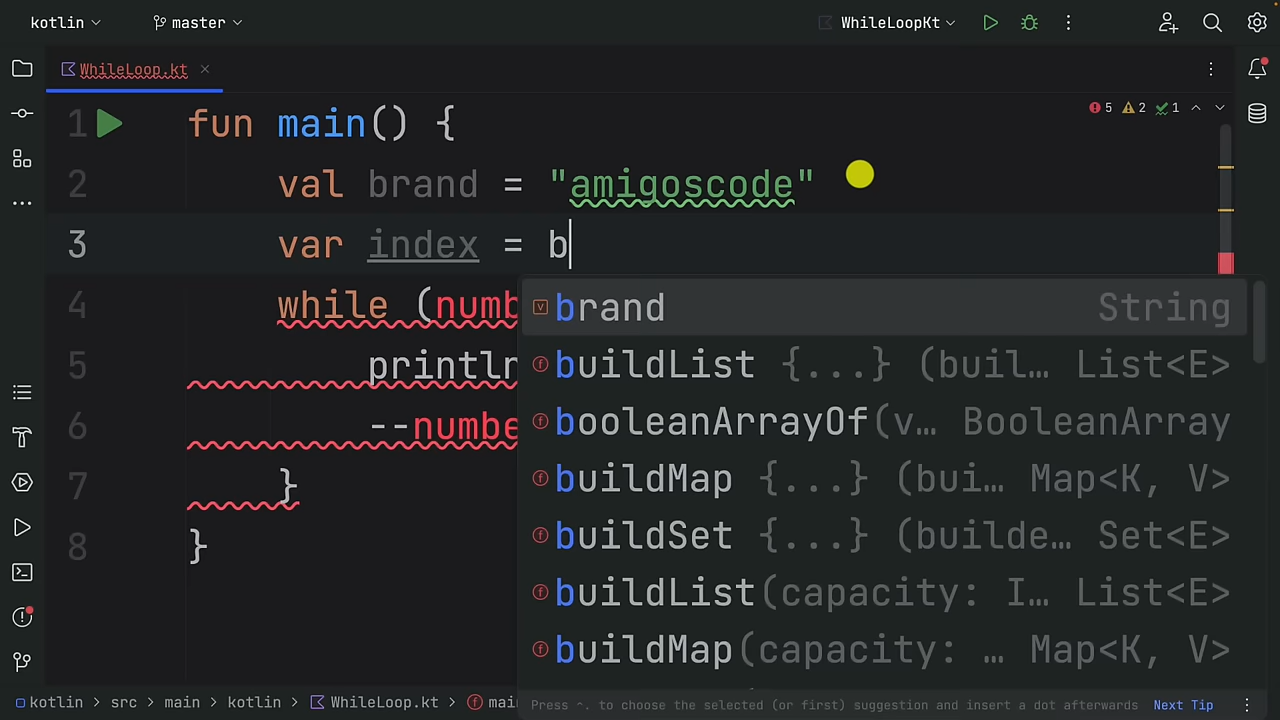 kotlin master WhileLoopKt
WhileLoop.kt
5 2 1
1 fun main() {
2 val brand = "amigoscode"
3 var index = b
4 while (numb
5 println
6 --numbe
7 }
8 }
brand String
buildList {...} (buil… List<E>
booleanArrayOf(v… BooleanArray
buildMap {...} (bui… Map<K, V>
buildSet {...} (builde… Set<E>
buildList(capacity: I… List<E>
buildMap(capacity: … Map<K, V>
Press ^. to choose the selected (or first) suggestion and insert a dot afterwards Next Tip
kotlin > src > main > kotlin > WhileLoop.kt > mai